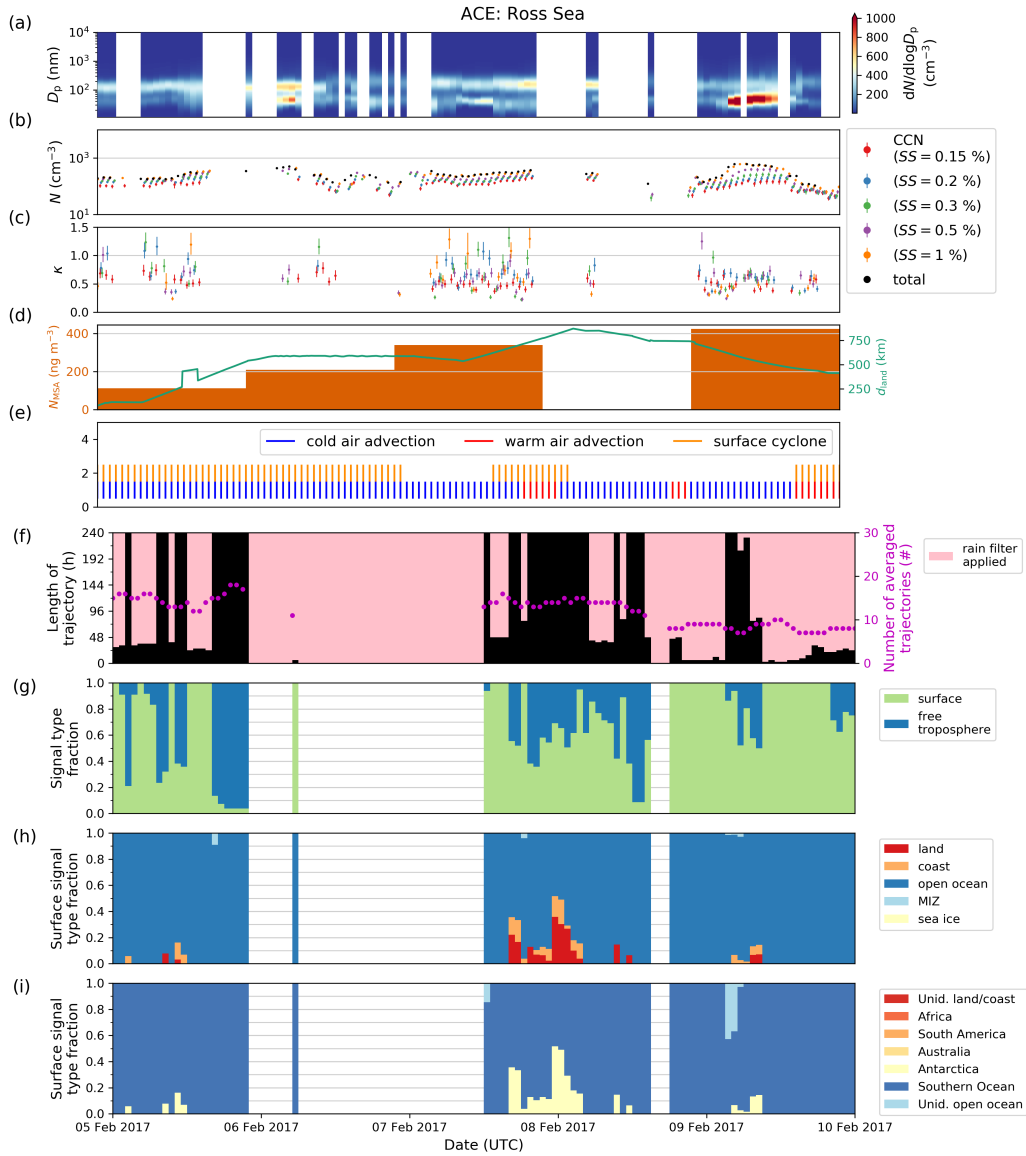 ACE: Ross Sea
(a)
D_p (nm)
10^4
10^3
10^2
1000
800
600
400
200
dN/dlogD_p
(cm^−3)
(b)
N (cm^−3)
10^3
10^1
CCN
(SS = 0.15 %)
(SS = 0.2 %)
(SS = 0.3 %)
(SS = 0.5 %)
(SS = 1 %)
total
(c)
κ
1.5
1.0
0.5
0.0
(d)
N_MSA (ng m^−3)
400
200
0
750
500
250
d_land (km)
(e)
4
2
0
cold air advection
warm air advection
surface cyclone
(f)
Length of
trajectory (h)
240
192
144
96
48
0
30
20
10
0
Number of averaged
trajectories (#)
rain filter
applied
(g)
Signal type
fraction
1.0
0.8
0.6
0.4
0.2
0.0
surface
free
troposphere
(h)
Surface signal
type fraction
1.0
0.8
0.6
0.4
0.2
0.0
land
coast
open ocean
MIZ
sea ice
(i)
Surface signal
type fraction
1.0
0.8
0.6
0.4
0.2
0.0
Unid. land/coast
Africa
South America
Australia
Antarctica
Southern Ocean
Unid. open ocean
05 Feb 2017
06 Feb 2017
07 Feb 2017
08 Feb 2017
09 Feb 2017
10 Feb 2017
Date (UTC)